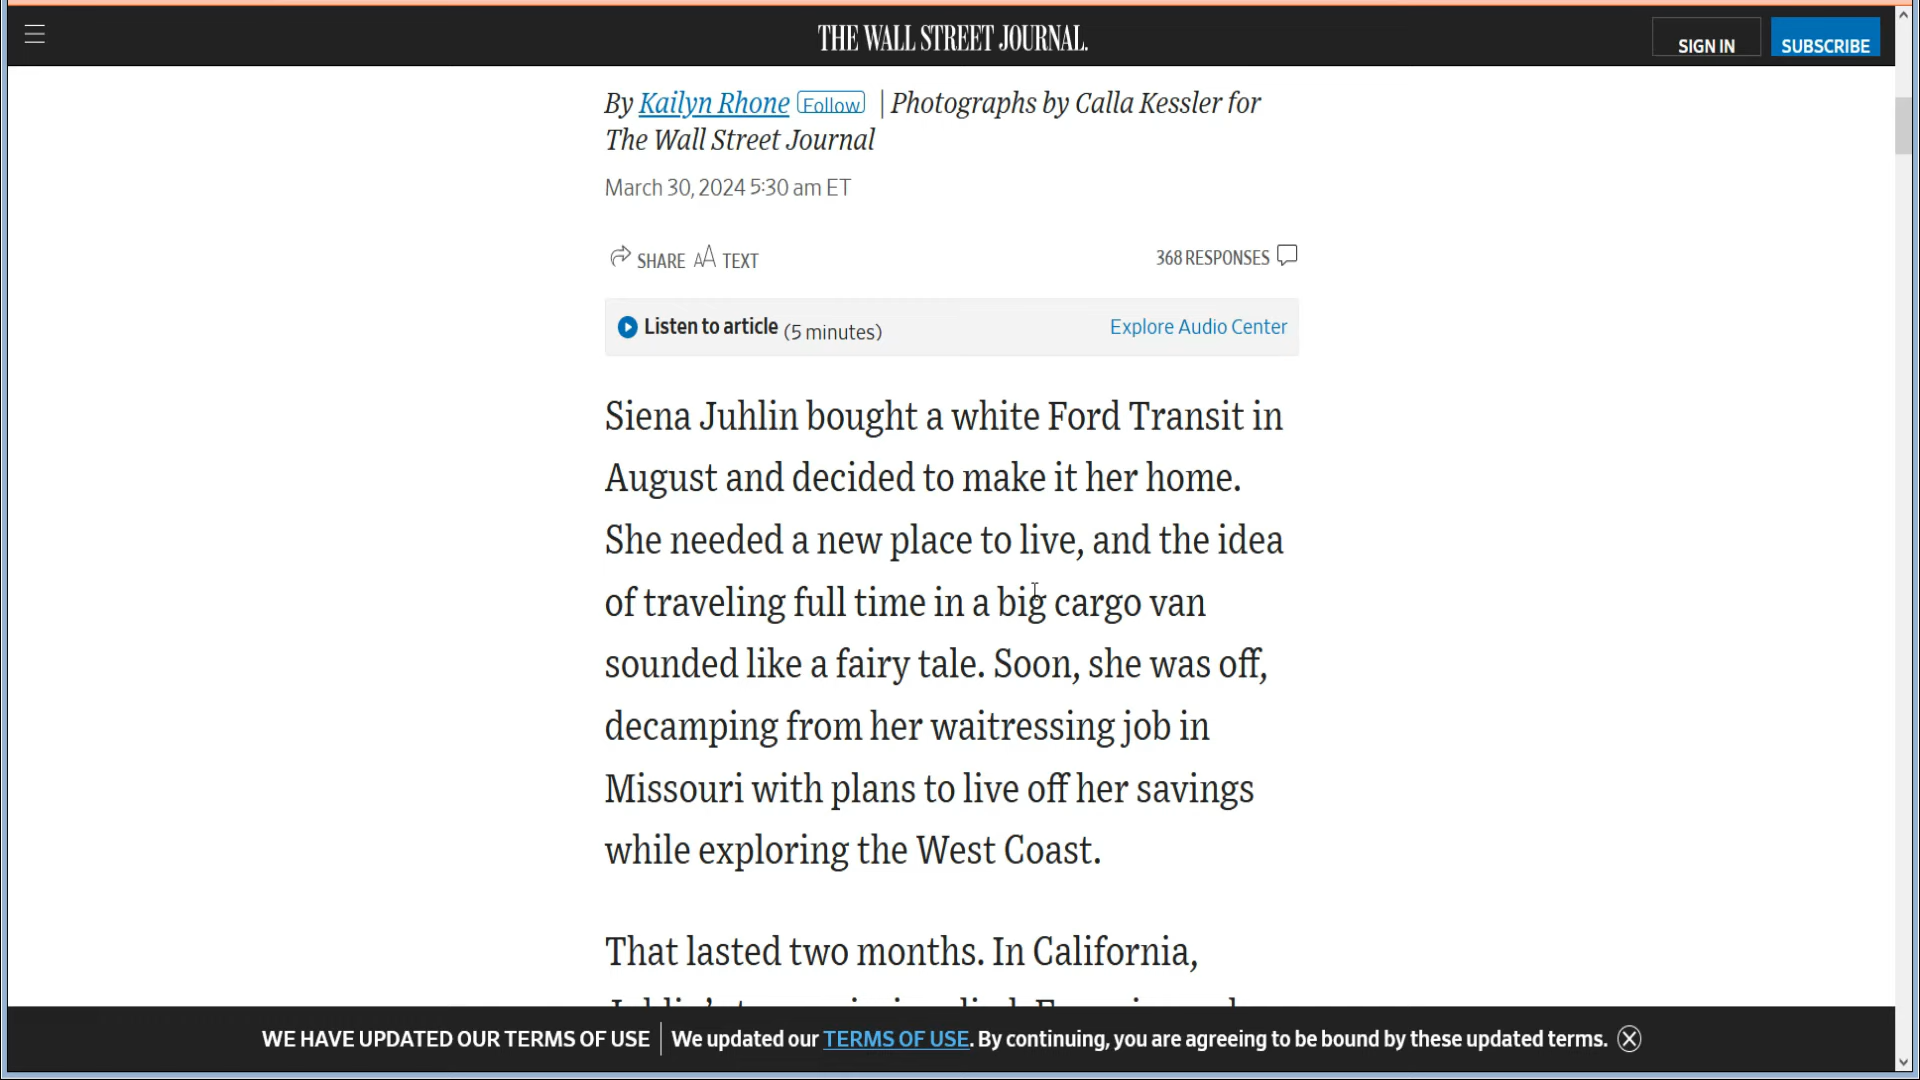 THE WALL STREET JOURNAL.
SIGN IN
SUBSCRIBE
By Kailyn Rhone Follow | Photographs by Calla Kessler for
The Wall Street Journal
March 30, 2024 5:30 am ET
SHARE AA TEXT
368 RESPONSES
Listen to article (5 minutes)
Explore Audio Center
Siena Juhlin bought a white Ford Transit in
August and decided to make it her home.
She needed a new place to live, and the idea
of traveling full time in a big cargo van
sounded like a fairy tale. Soon, she was off,
decamping from her waitressing job in
Missouri with plans to live off her savings
while exploring the West Coast.
That lasted two months. In California,
WE HAVE UPDATED OUR TERMS OF USE | We updated our TERMS OF USE. By continuing, you are agreeing to be bound by these updated terms.